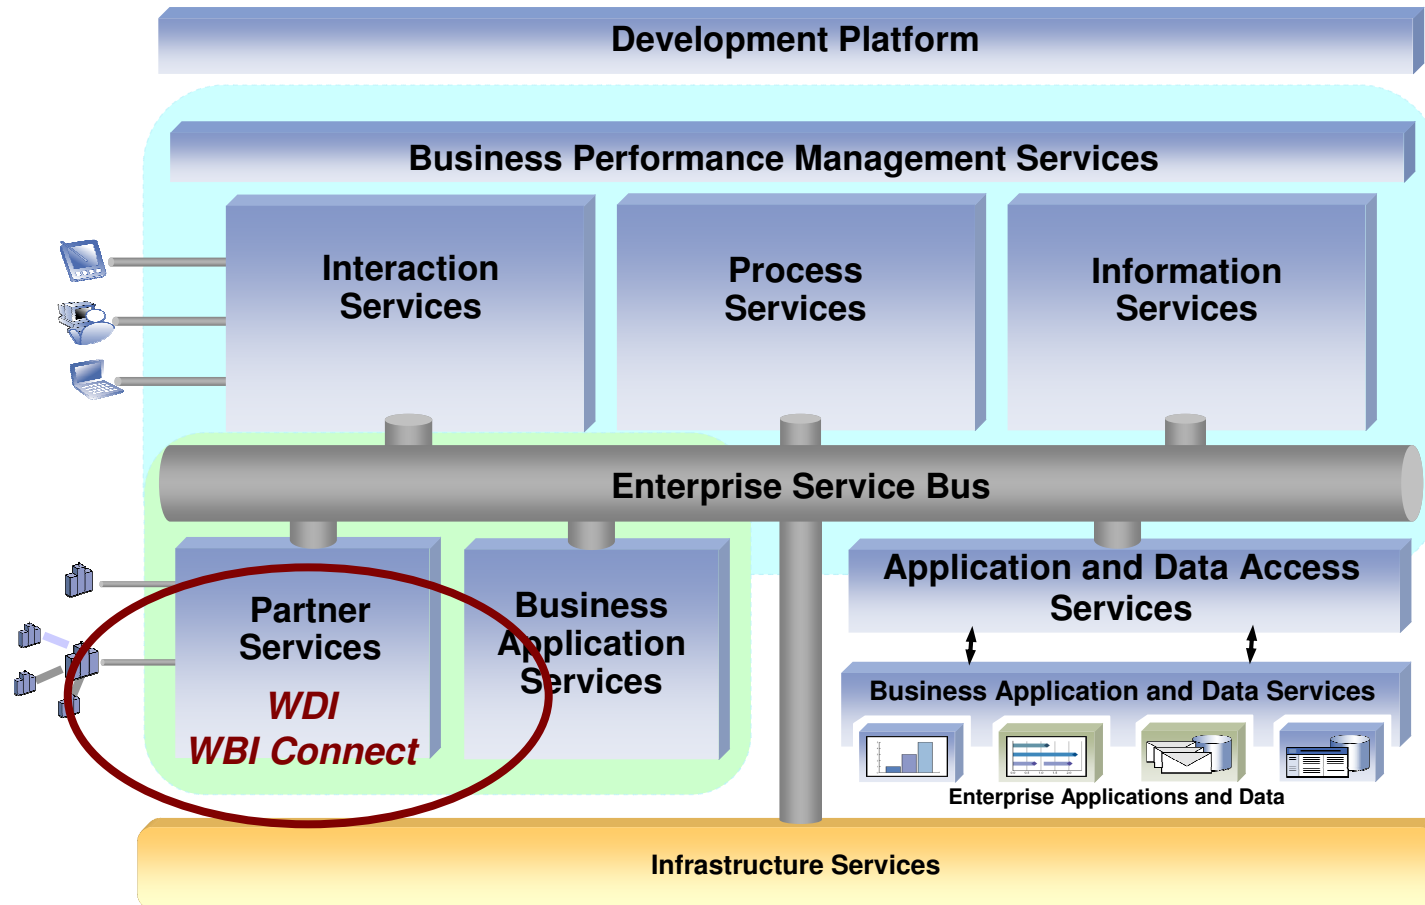 Development Platform
Business Performance Management Services
Interaction
Services
Process
Services
Information
Services
Enterprise Service Bus
Partner
Services
WDI
WBI Connect
Business
Application
Services
Application and Data Access
Services
Business Application and Data Services
Enterprise Applications and Data
Infrastructure Services